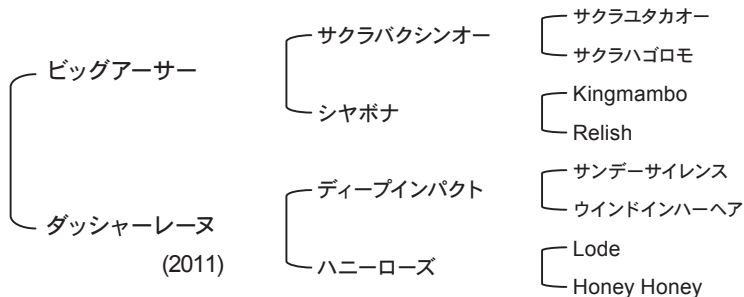 サクラユタカオー
サクラバクシンオー
サクラハゴロモ
ビッグアーサー
Kingmambo
シヤボナ
Relish
サンデーサイレンス
ディープインパクト
ウインドインハーヘア
ダッシャーレーヌ
(2011)
Lode
ハニーローズ
Honey Honey